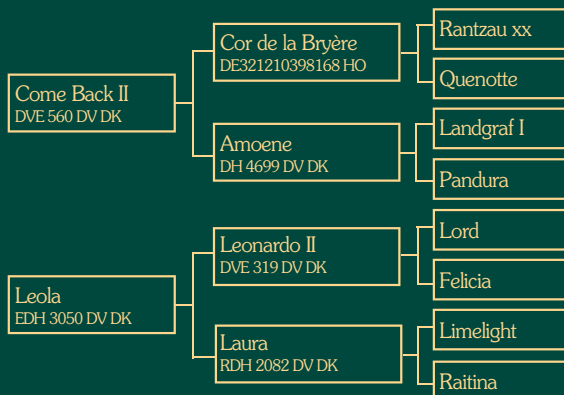 Come Back II
DVE 560 DV DK
Cor de la Bryère
DE321210398168 HO
Rantzau xx
Quenotte
Amoene
DH 4699 DV DK
Landgraf I
Pandura
Leola
EDH 3050 DV DK
Leonardo II
DVE 319 DV DK
Lord
Felicia
Laura
RDH 2082 DV DK
Limelight
Raitina